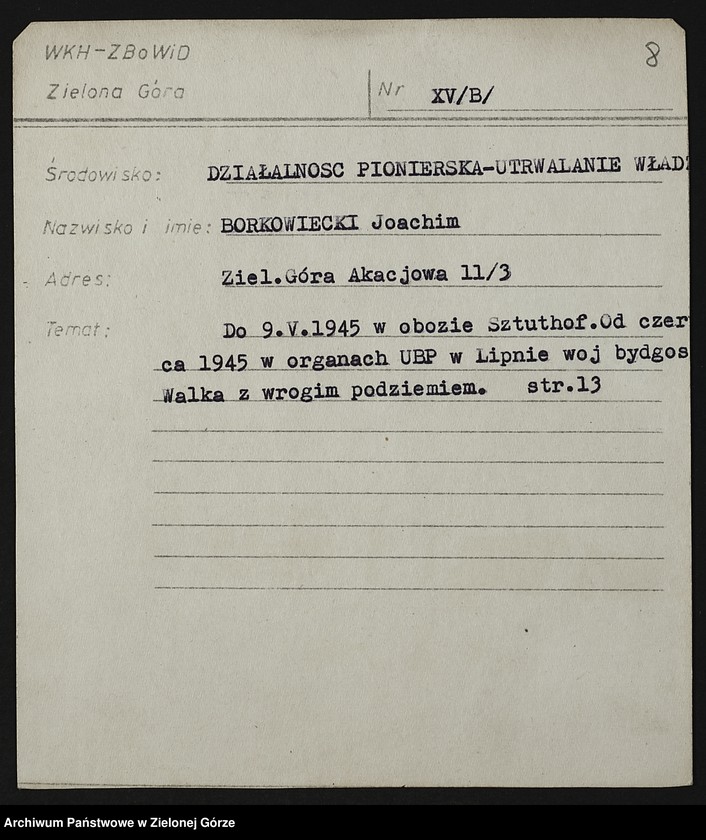 WKH-ZBoWiD
8
Zielona Góra
Nr XV/B/
Środowisko: DZIAŁALNOSC PIONIERSKA-UTRWALANIE WŁADZ
Nazwisko i imie: BORKOWIECKI Joachim
Adres: Ziel.Góra Akacjowa 11/3
Temat: Do 9.V.1945 w obozie Sztuthof.Od czer
ca 1945 w organach UBP w Lipnie woj bydgos
Walka z wrogim podziemiem. str.13
Archiwum Państwowe w Zielonej Górze